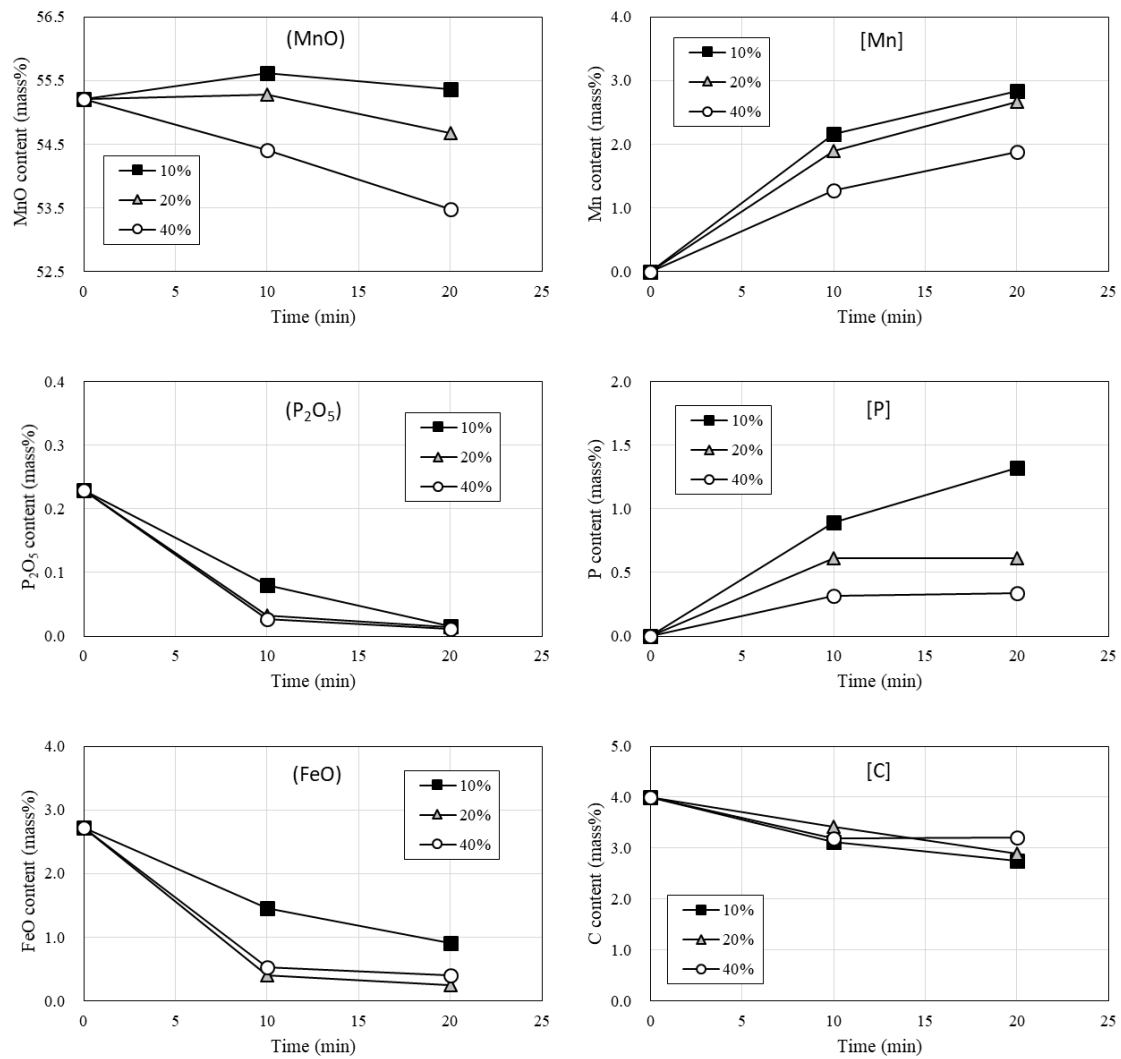 (MnO)
MnO content (mass%)
56.5
55.5
54.5
53.5
52.5
10%
20%
40%
0 5 10 15 20 25
Time (min)
[Mn]
Mn content (mass%)
4.0
3.0
2.0
1.0
0.0
10%
20%
40%
0 5 10 15 20 25
Time (min)
(P₂O₅)
P₂O₅ content (mass%)
0.4
0.3
0.2
0.1
0.0
10%
20%
40%
0 5 10 15 20 25
Time (min)
[P]
P content (mass%)
2.0
1.5
1.0
0.5
0.0
10%
20%
40%
0 5 10 15 20 25
Time (min)
(FeO)
FeO content (mass%)
4.0
3.0
2.0
1.0
0.0
10%
20%
40%
0 5 10 15 20 25
Time (min)
[C]
C content (mass%)
5.0
4.0
3.0
2.0
1.0
0.0
10%
20%
40%
0 5 10 15 20 25
Time (min)